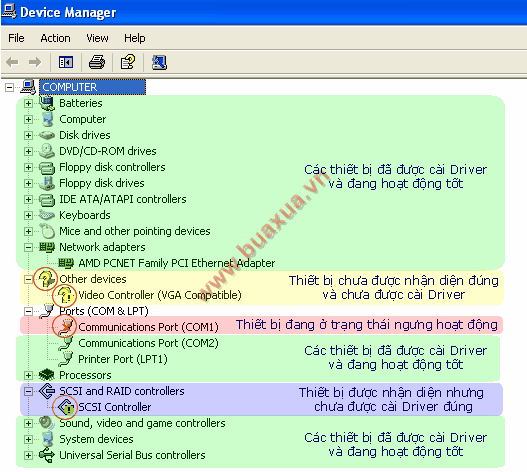 Device Manager
File Action View Help
COMPUTER
Batteries
Computer
Disk drives
DVD/CD-ROM drives
Floppy disk controllers
Các thiết bị đã được cài Driver
Floppy disk drives
và đang hoạt động tốt
IDE ATA/ATAPI controllers
Keyboards
Mice and other pointing devices
Network adapters
AMD PCNET Family PCI Ethernet Adapter
www.buaxua.vn
Other devices
Thiết bị chưa được nhận diện đúng
Video Controller (VGA Compatible)
và chưa được cài Driver
Ports (COM & LPT)
Communications Port (COM1)
Thiết bị đang ở trạng thái ngưng hoạt động
Communications Port (COM2)
Các thiết bị đã được cài Driver
Printer Port (LPT1)
và đang hoạt động tốt
Processors
SCSI and RAID controllers
Thiết bị được nhận diện nhưng
SCSI Controller
chưa được cài Driver đúng
Sound, video and game controllers
System devices
Các thiết bị đã được cài Driver
Universal Serial Bus controllers
và đang hoạt động tốt